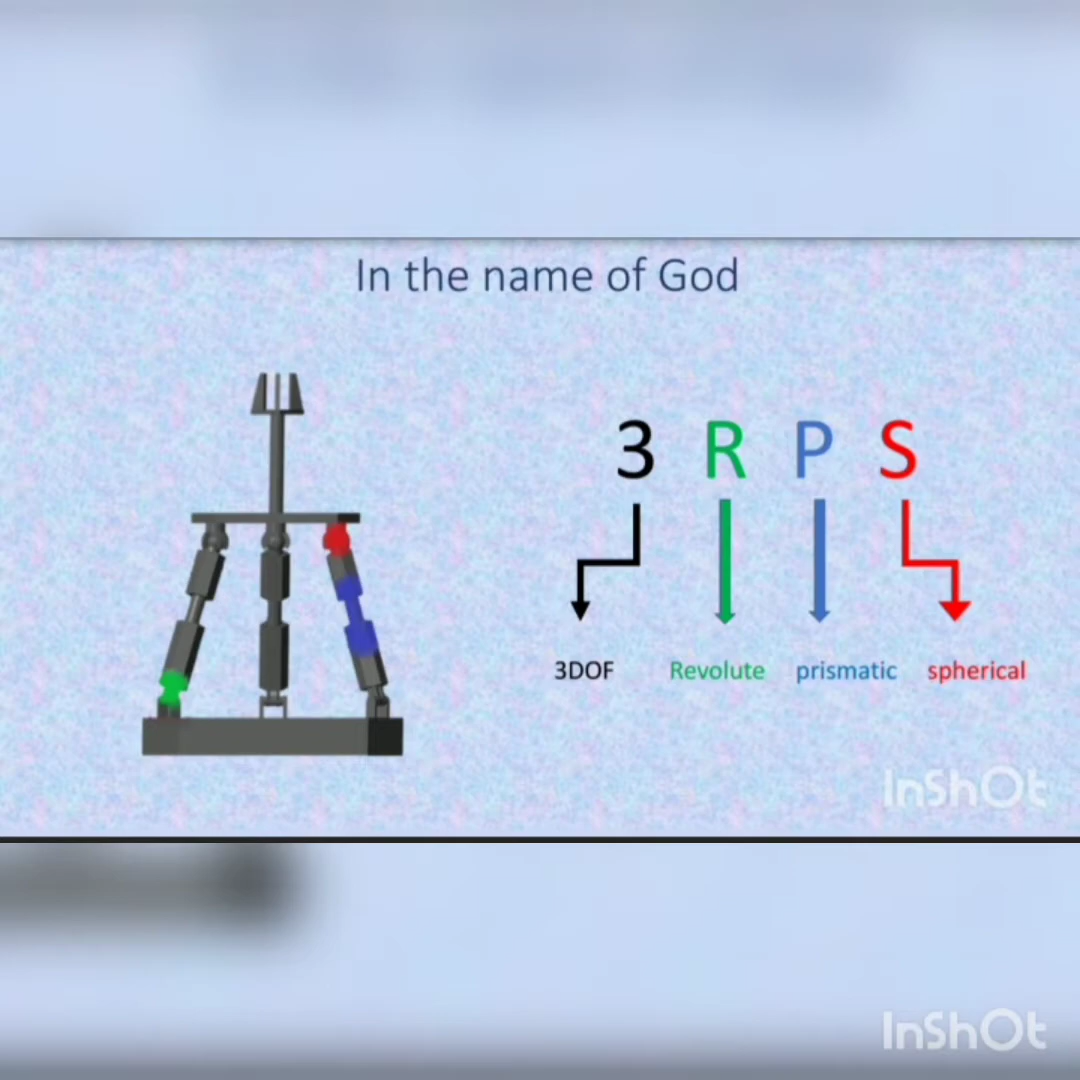 In the name of God
3 R P S
3DOF Revolute prismatic spherical
InShOt
InShOt